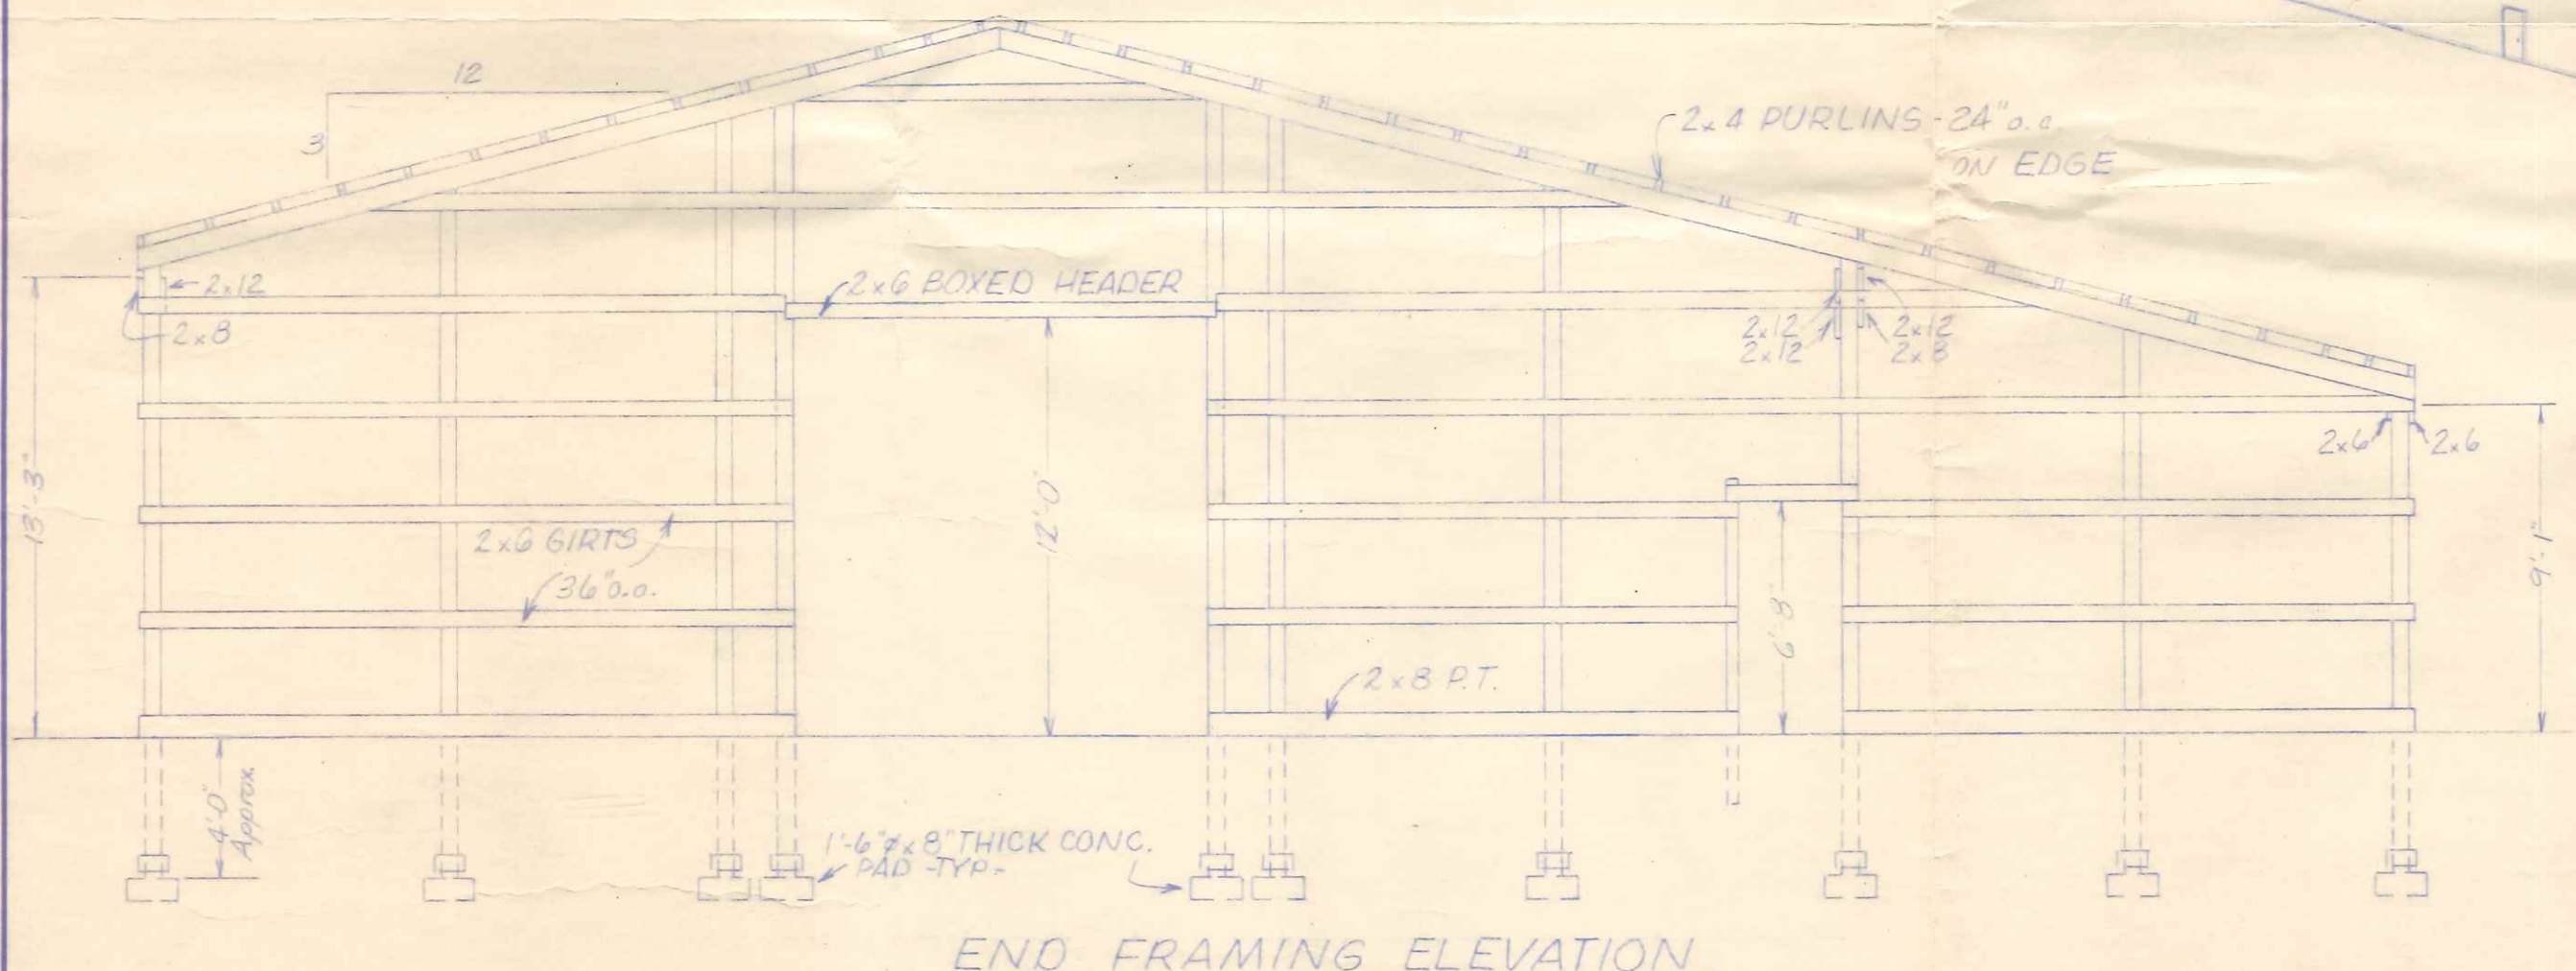 12
3
2x4 PURLINS - 24" o.c.
ON EDGE
2x12
2x8
2x6 BOXED HEADER
2x12
2x12
2x12
2x8
2x6
2x6
13'-3"
12'-0"
2x6 GIRTS
36" o.c.
6'-8"
9'-1"
2x8 P.T.
4'-0"
Approx.
1'-6"ø x 8" THICK CONC.
PAD -TYP.-
END FRAMING ELEVATION